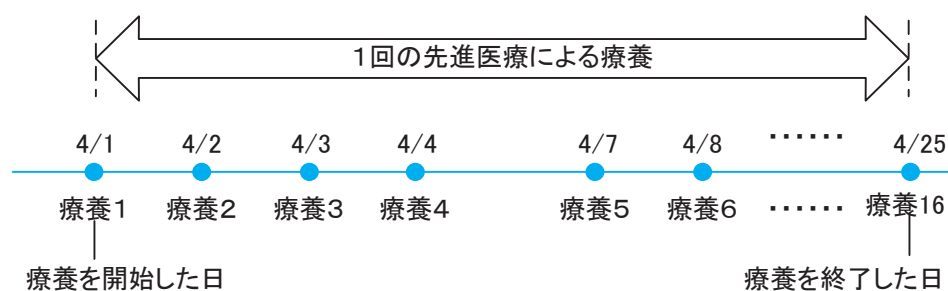 1回の先進医療による療養
4/1 4/2 4/3 4/4 4/7 4/8 …… 4/25
療養1 療養2 療養3 療養4 療養5 療養6 …… 療養16
療養を開始した日 療養を終了した日